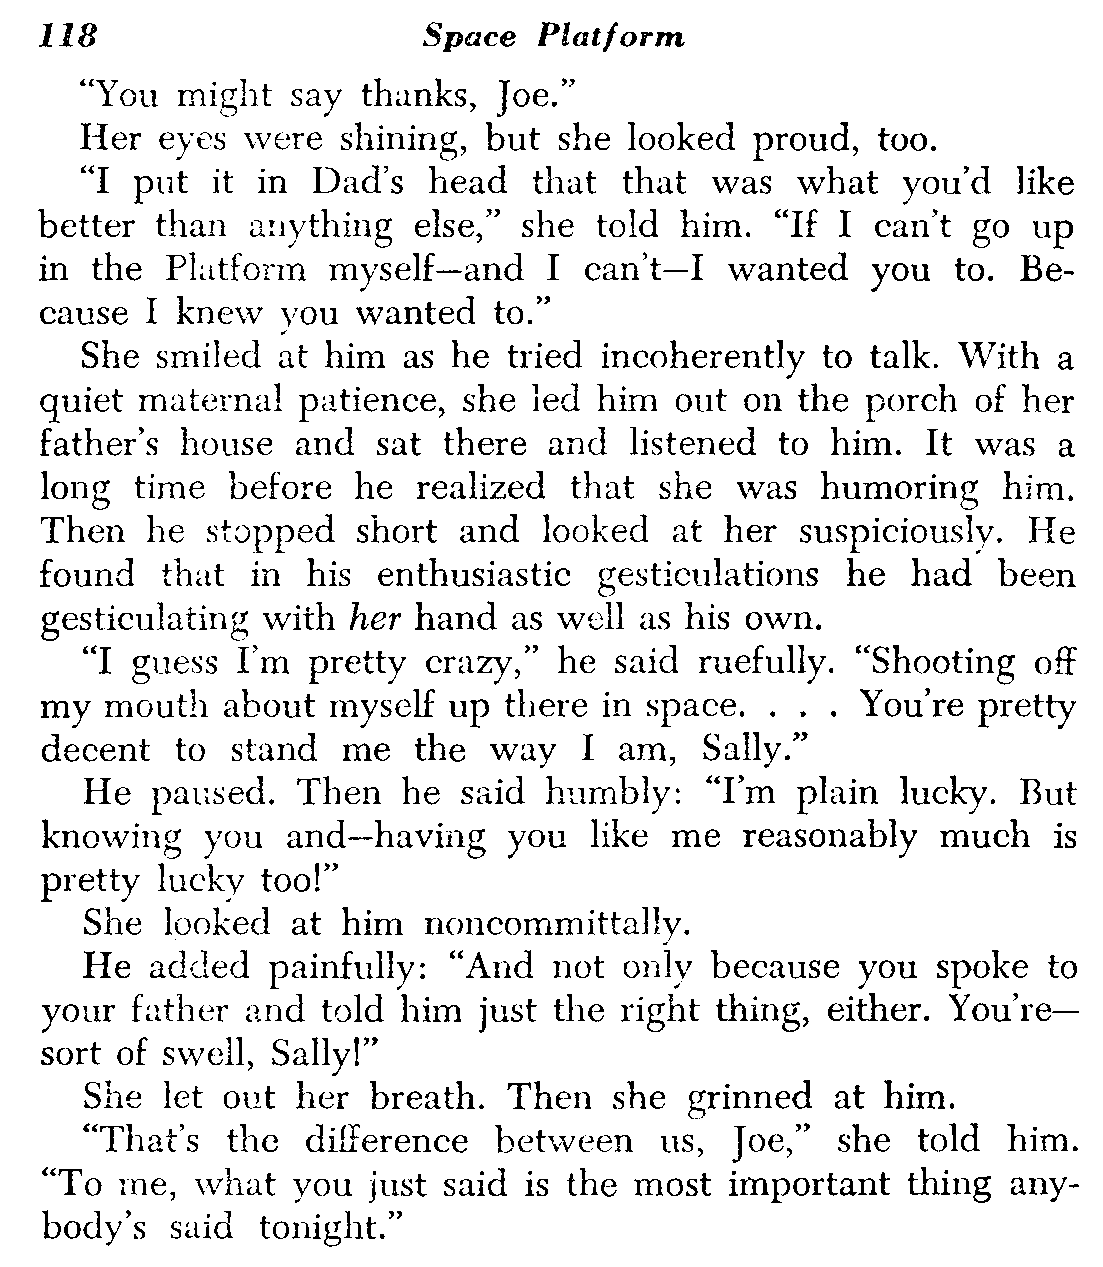 118 Space Platform
“You might say thanks, Joe.”
Her eyes were shining, but she looked proud, too.
“I put it in Dad’s head that that was what you’d like
better than anything else,” she told him. “If I can’t go up
in the Platform myself—and I can’t—I wanted you to. Be-
cause I knew you wanted to.”
She smiled at him as he tried incoherently to talk. With a
quiet maternal patience, she led him out on the porch of her
father’s house and sat there and listened to him. It was a
long time before he realized that she was humoring him.
Then he stopped short and looked at her suspiciously. He
found that in his enthusiastic gesticulations he had been
gesticulating with her hand as well as his own.
“I guess I’m pretty crazy,” he said ruefully. “Shooting off
my mouth about myself up there in space. . . . You’re pretty
decent to stand me the way I am, Sally.”
He paused. Then he said humbly: “I’m plain lucky. But
knowing you and—having you like me reasonably much is
pretty lucky too!”
She looked at him noncommittally.
He added painfully: “And not only because you spoke to
your father and told him just the right thing, either. You’re—
sort of swell, Sally!”
She let out her breath. Then she grinned at him.
“That’s the difference between us, Joe,” she told him.
“To me, what you just said is the most important thing any-
body’s said tonight.”